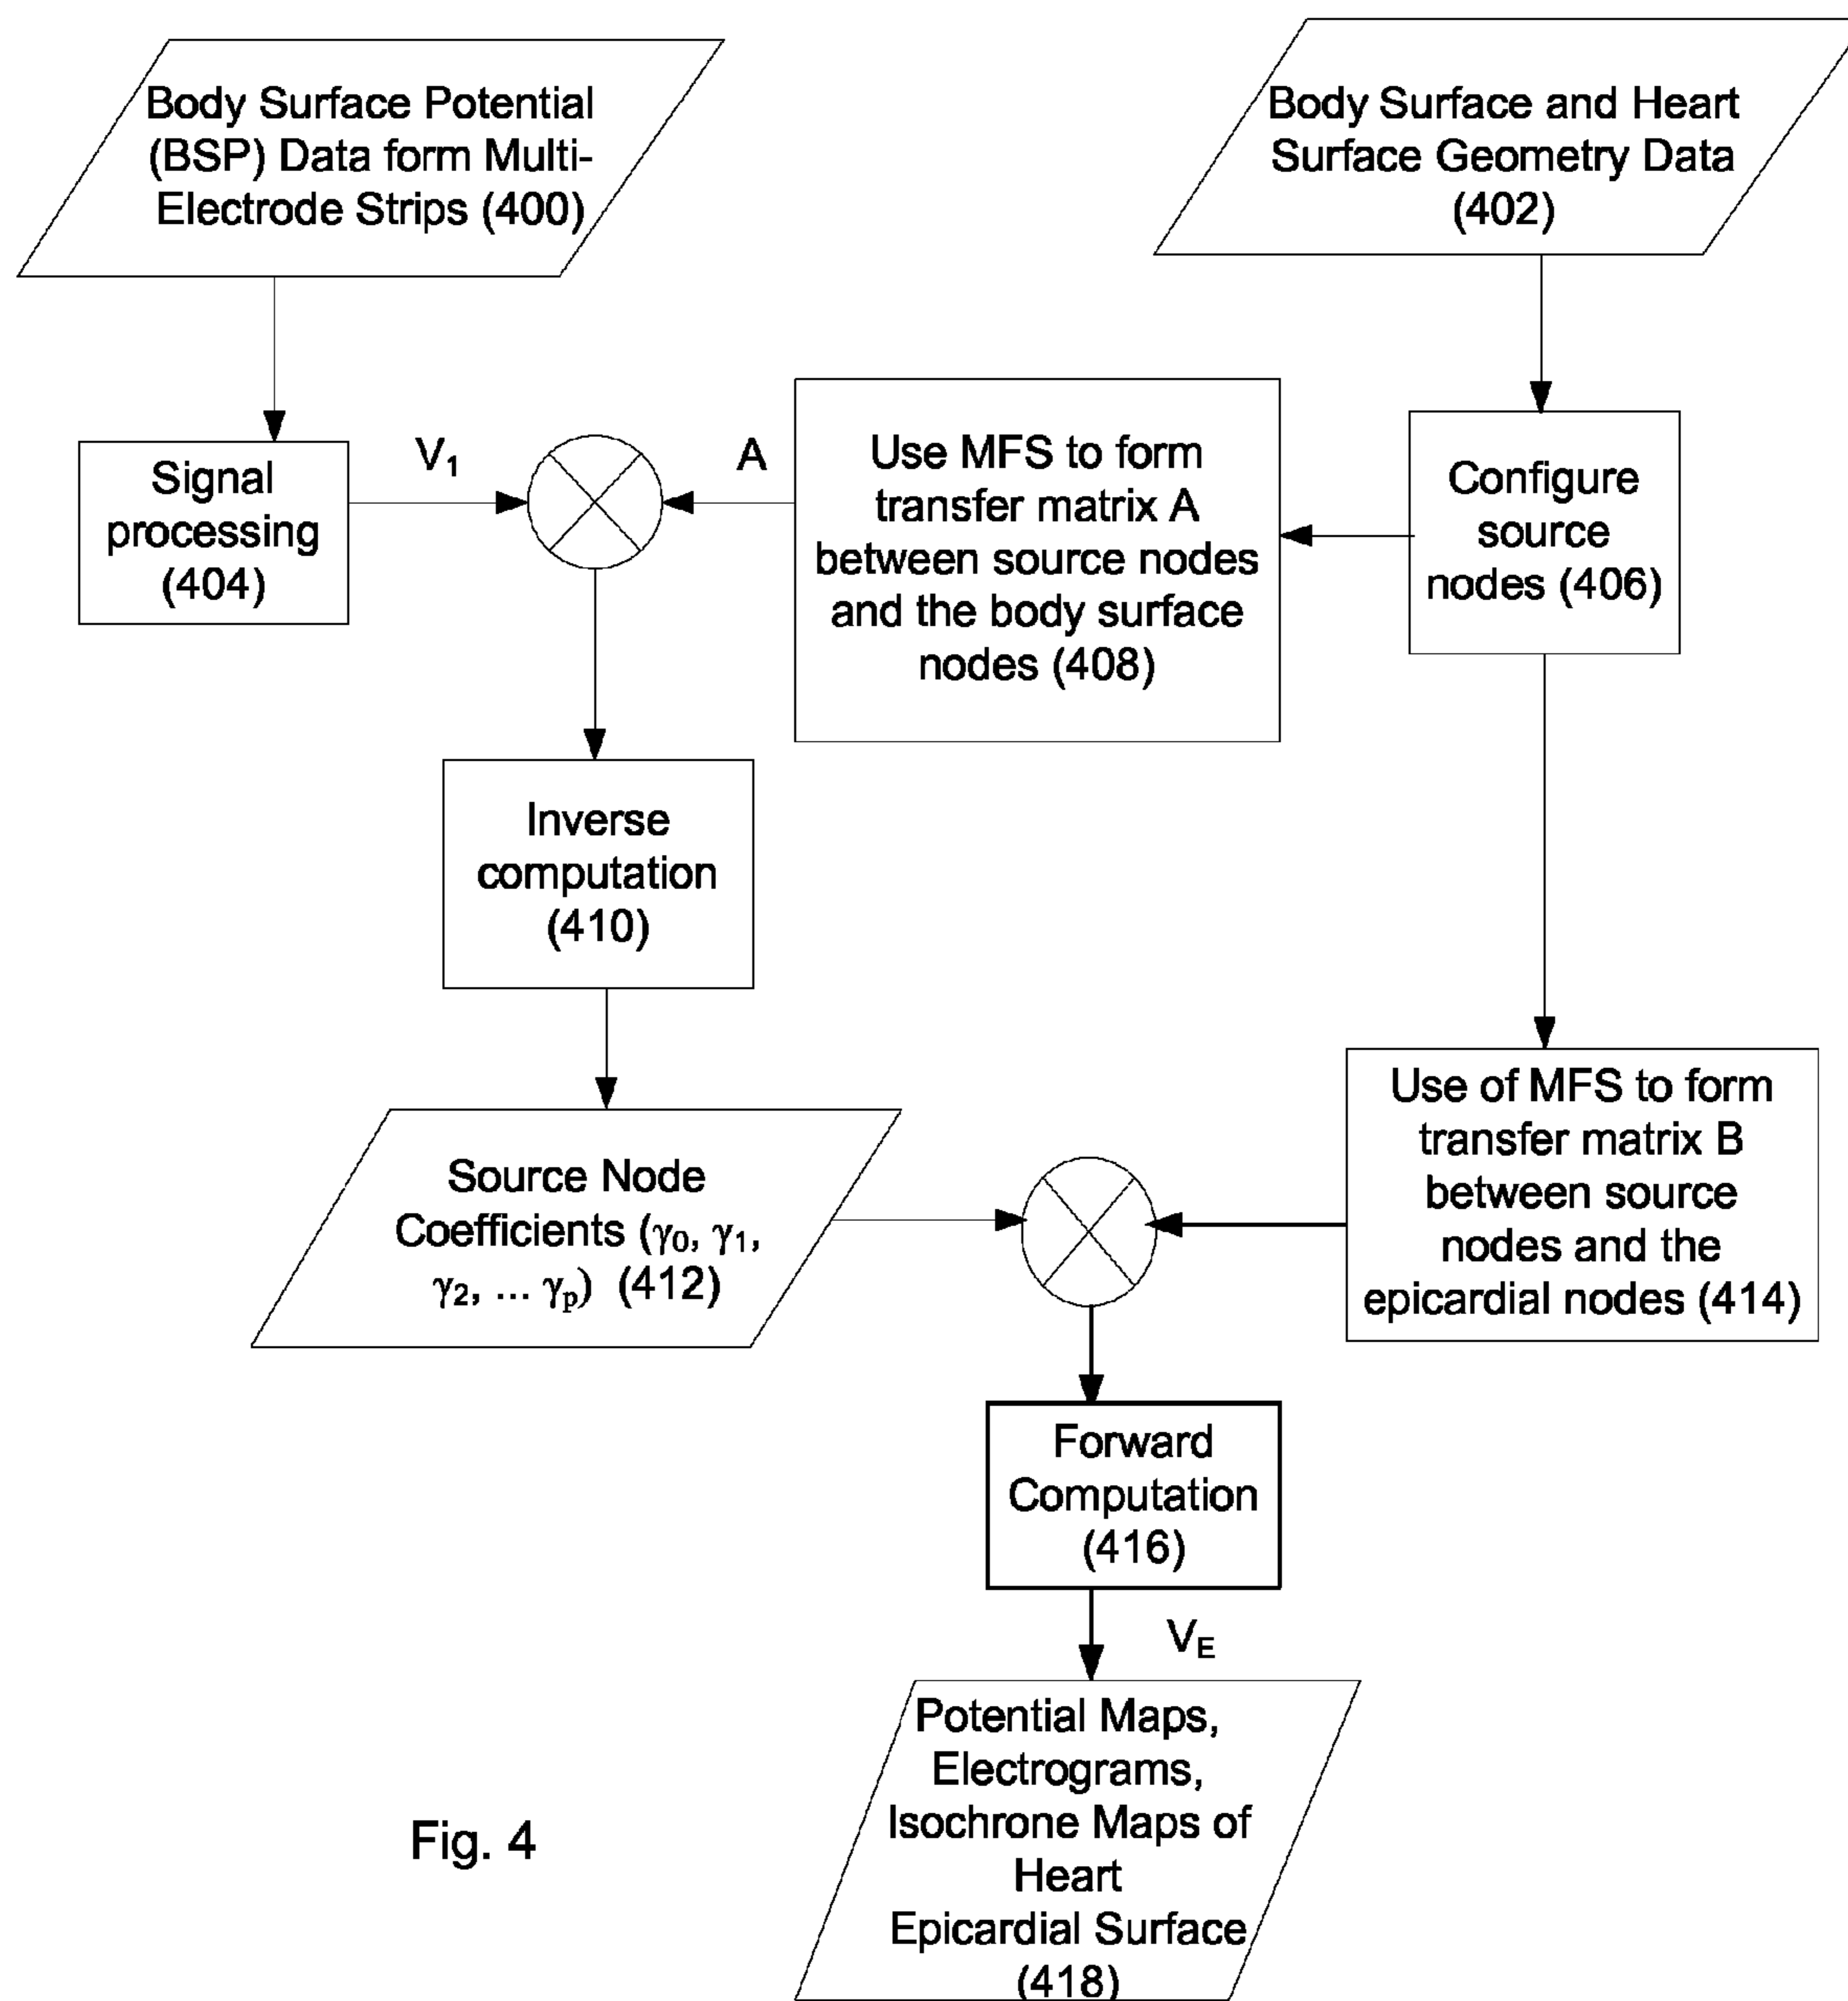 Body Surface Potential
(BSP) Data form Multi-
Electrode Strips (400)
Body Surface and Heart
Surface Geometry Data
(402)
Signal
processing
(404)
V₁
A
Use MFS to form
transfer matrix A
between source nodes
and the body surface
nodes (408)
Configure
source
nodes (406)
Inverse
computation
(410)
Source Node
Coefficients (γ₀, γ₁,
γ₂, ... γₚ) (412)
Use of MFS to form
transfer matrix B
between source
nodes and the
epicardial nodes (414)
Forward
Computation
(416)
V_E
Potential Maps,
Electrograms,
Isochrone Maps of
Heart
Epicardial Surface
(418)
Fig. 4